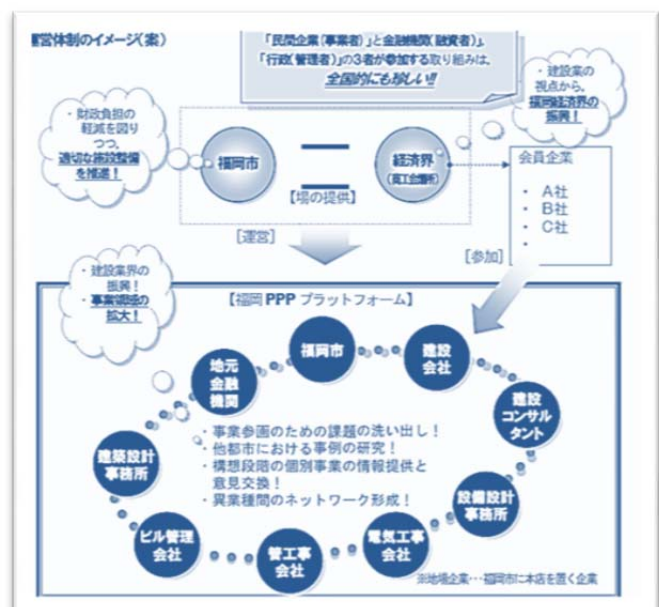 運営体制のイメージ（案）
「民間企業（事業者）」と金融機関（融資者）」、
「行政（管理者）」の3者が参加する取り組みは、
全国的にも珍しい!!
・財政負担の
軽減を図り
つつ、
適切な施設整備
を推進！
福岡市
経済界
（商工会議所）
【場の提供】
・建設業の
視点から、
福岡経済界の
振興！
会員企業
・ A社
・ B社
・ C社
・
［運営］
［参加］
・建設業界の
振興！
・事業領域の
拡大！
【福岡 PPP プラットフォーム】
福岡市
建設
会社
地元
金融
機関
建設
コンサル
タント
建築設計
事務所
・事業参画のための課題の洗い出し！
・他都市における事例の研究！
・構想段階の個別事業の情報提供と
意見交換！
・異業種間のネットワーク形成！
設備設計
事務所
ビル管理
会社
管工事
会社
電気工事
会社
※地場企業･･･福岡市に本店を置く企業